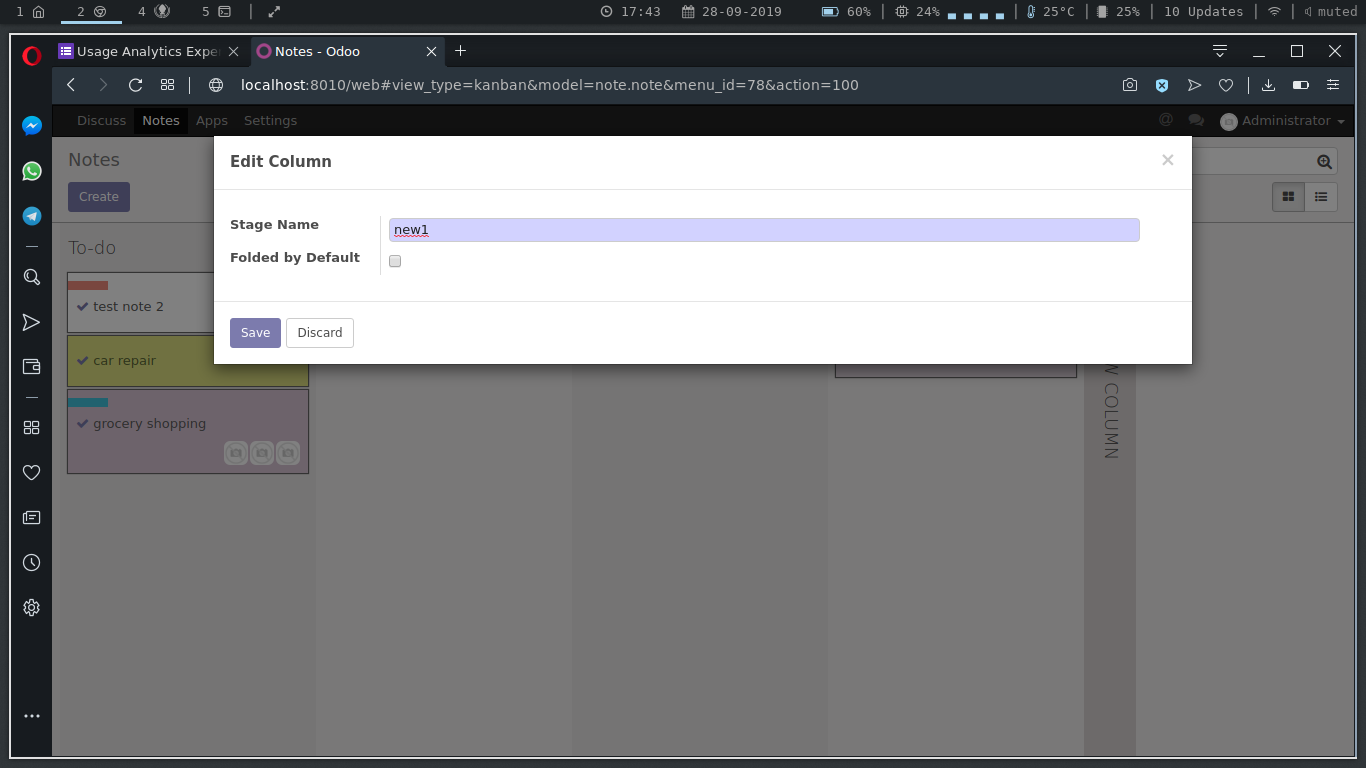 1 2 4 5 17:43 28-09-2019 60% 24% 25°C 25% 10 Updates muted
Usage Analytics Expe Notes - Odoo
localhost:8010/web#view_type=kanban&model=note.note&menu_id=78&action=100
Discuss Notes Apps Settings @ Administrator
Notes
Create
Edit Column ×
Stage Name new1
Folded by Default
Save Discard
To-do
test note 2
car repair
grocery shopping
COLUMN